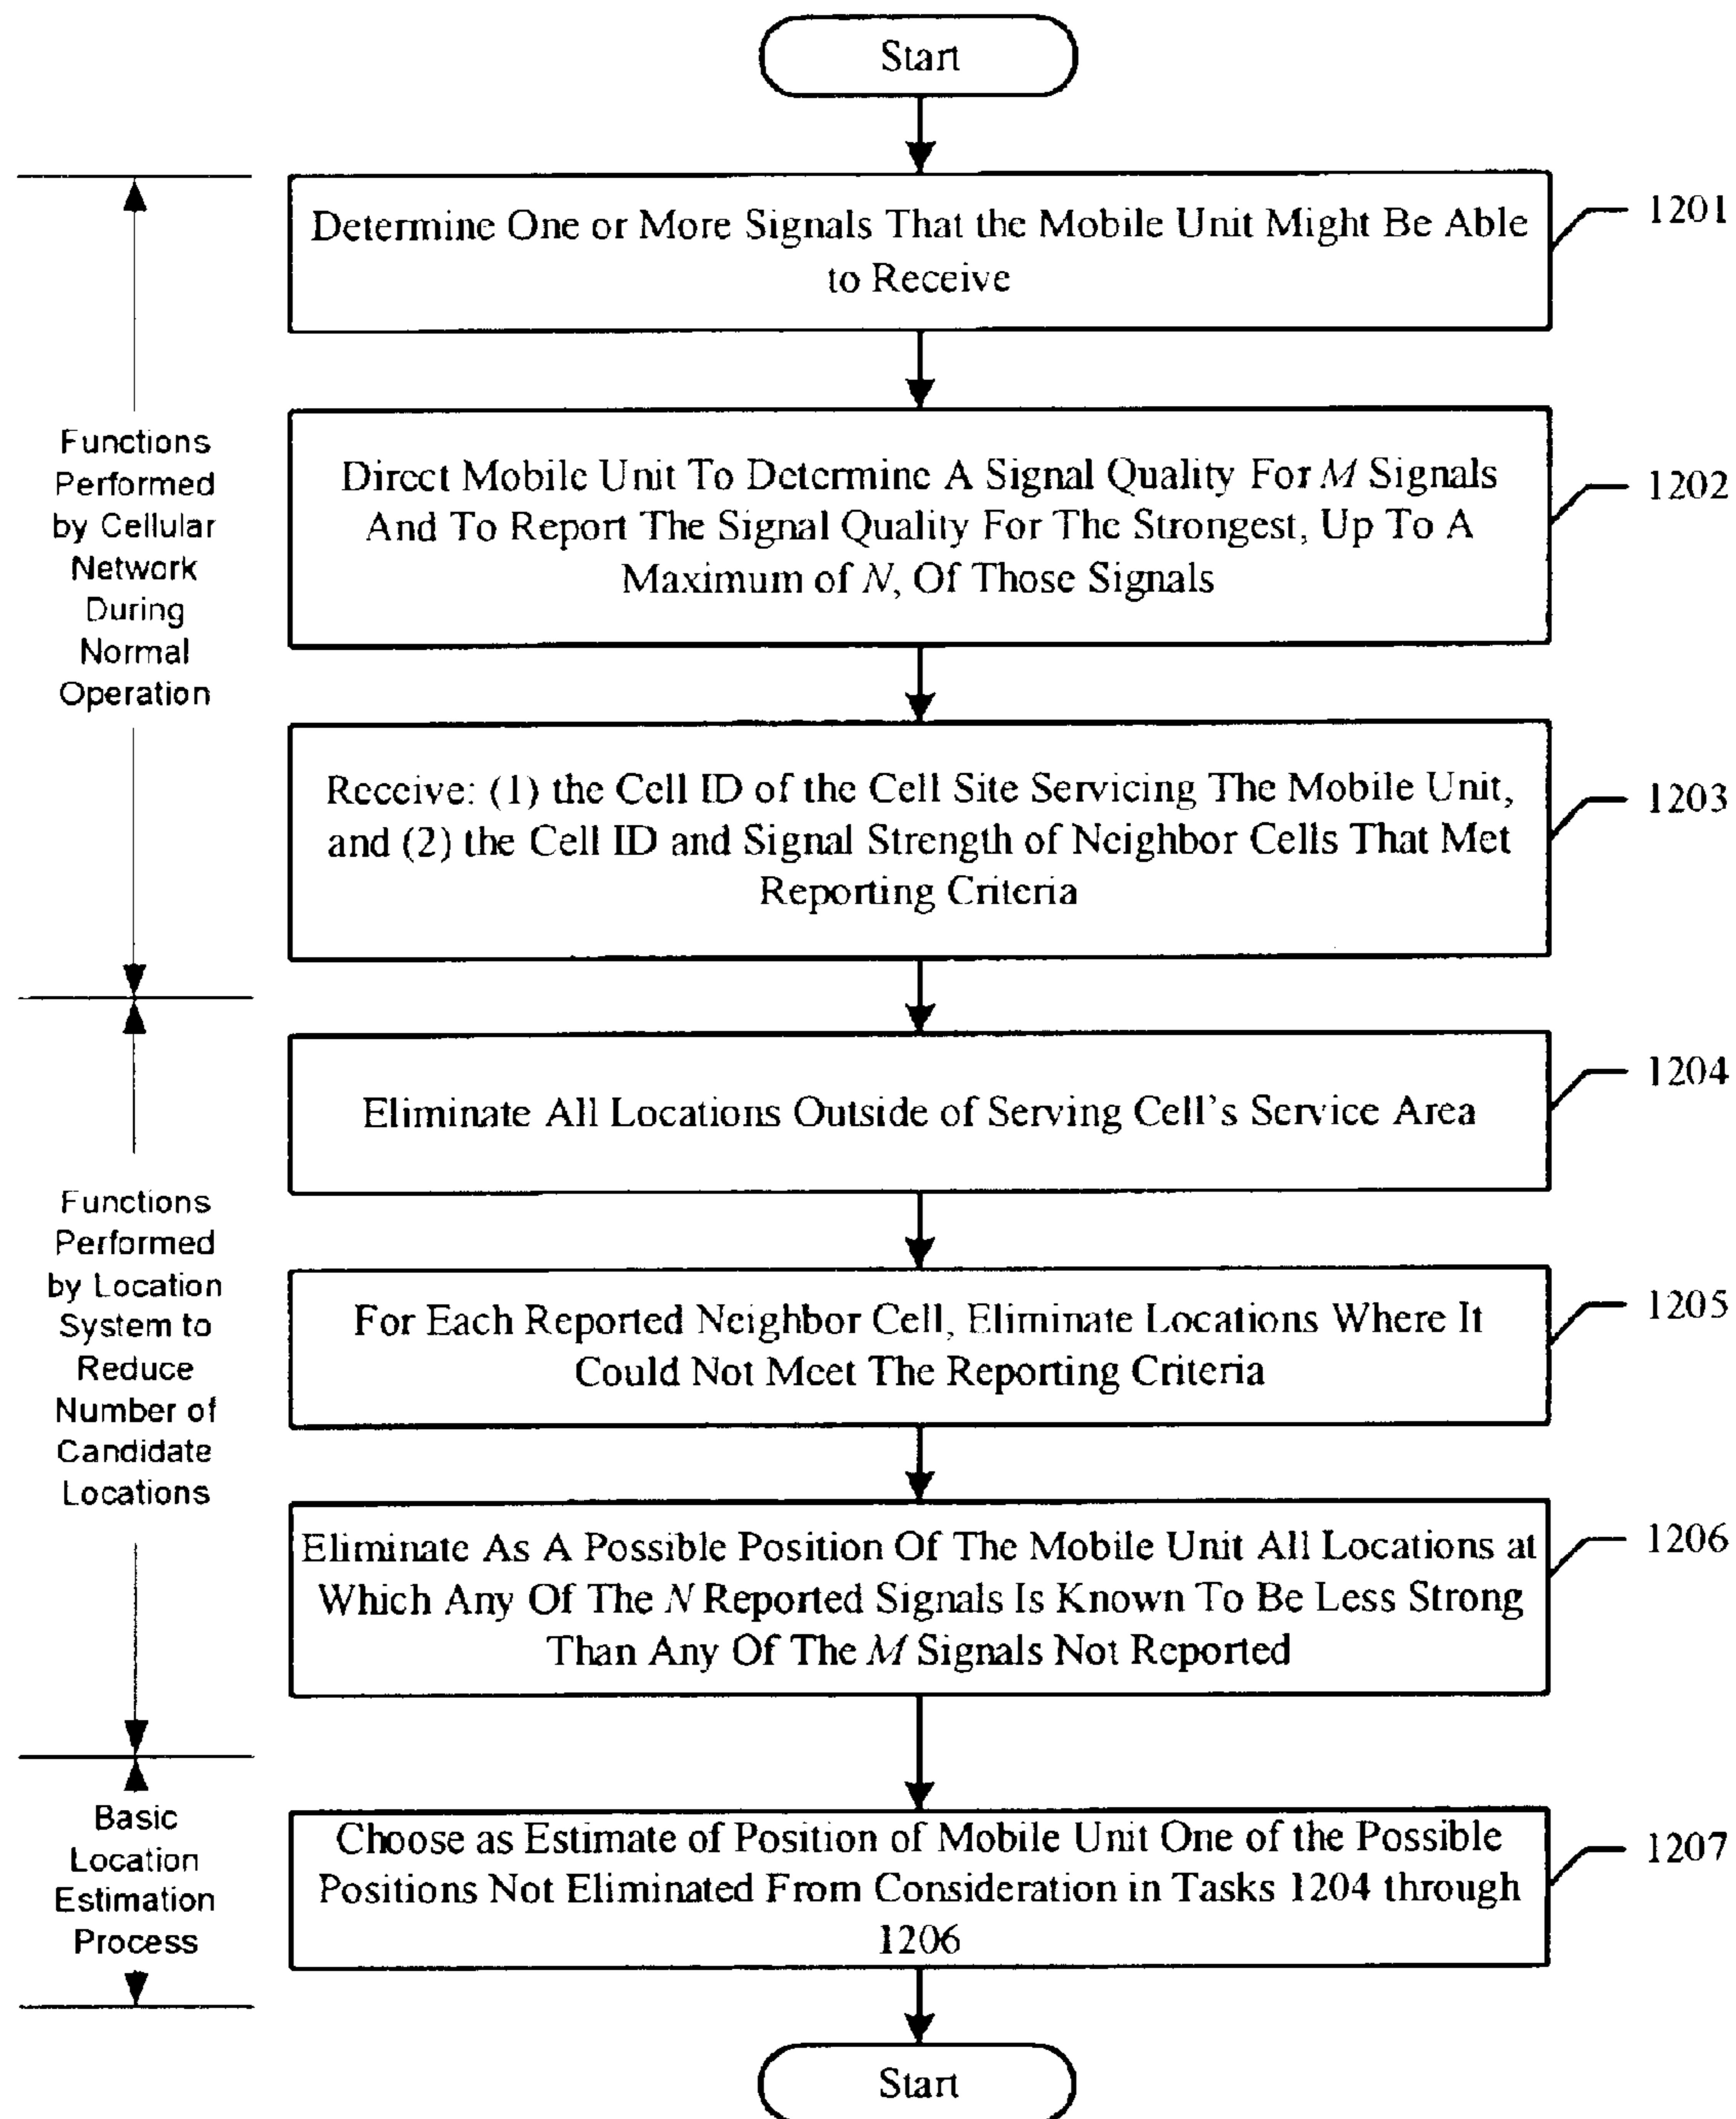 Start
Determine One or More Signals That the Mobile Unit Might Be Able
to Receive
1201
Direct Mobile Unit To Determine A Signal Quality For M Signals
And To Report The Signal Quality For The Strongest, Up To A
Maximum of N, Of Those Signals
1202
Functions
Performed
by Cellular
Network
During
Normal
Operation
Receive: (1) the Cell ID of the Cell Site Servicing The Mobile Unit,
and (2) the Cell ID and Signal Strength of Neighbor Cells That Met
Reporting Criteria
1203
Eliminate All Locations Outside of Serving Cell's Service Area
1204
Functions
Performed
by Location
System to
Reduce
Number of
Candidate
Locations
For Each Reported Neighbor Cell, Eliminate Locations Where It
Could Not Meet The Reporting Criteria
1205
Eliminate As A Possible Position Of The Mobile Unit All Locations at
Which Any Of The N Reported Signals Is Known To Be Less Strong
Than Any Of The M Signals Not Reported
1206
Basic
Location
Estimation
Process
Choose as Estimate of Position of Mobile Unit One of the Possible
Positions Not Eliminated From Consideration in Tasks 1204 through
1206
1207
Start